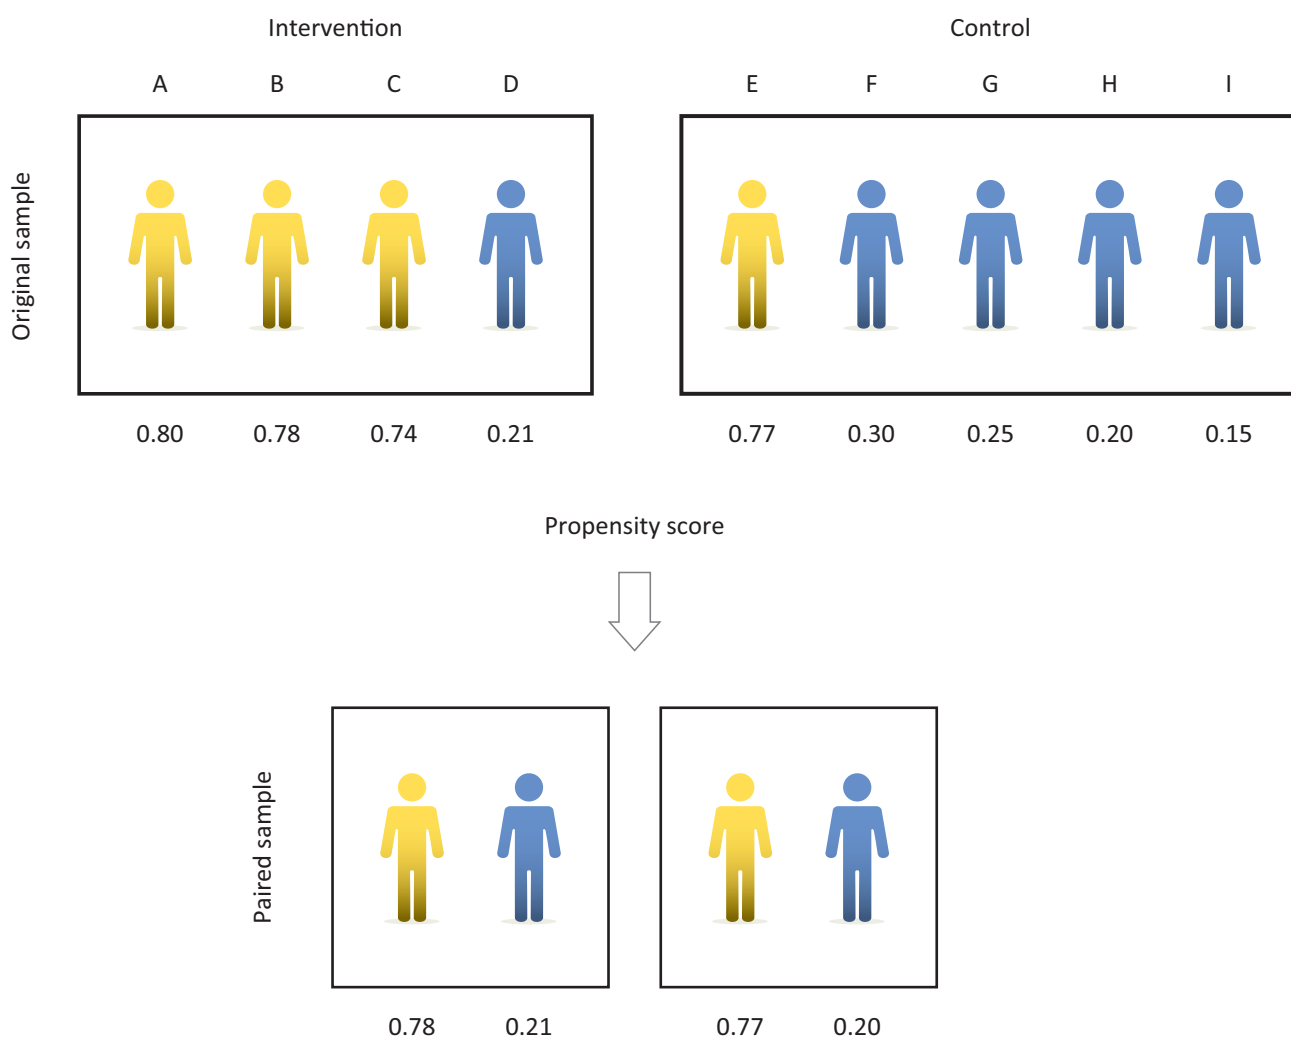 Intervention Control
A B C D E F G H I
Original sample
0.80 0.78 0.74 0.21 0.77 0.30 0.25 0.20 0.15
Propensity score
Paired sample
0.78 0.21 0.77 0.20